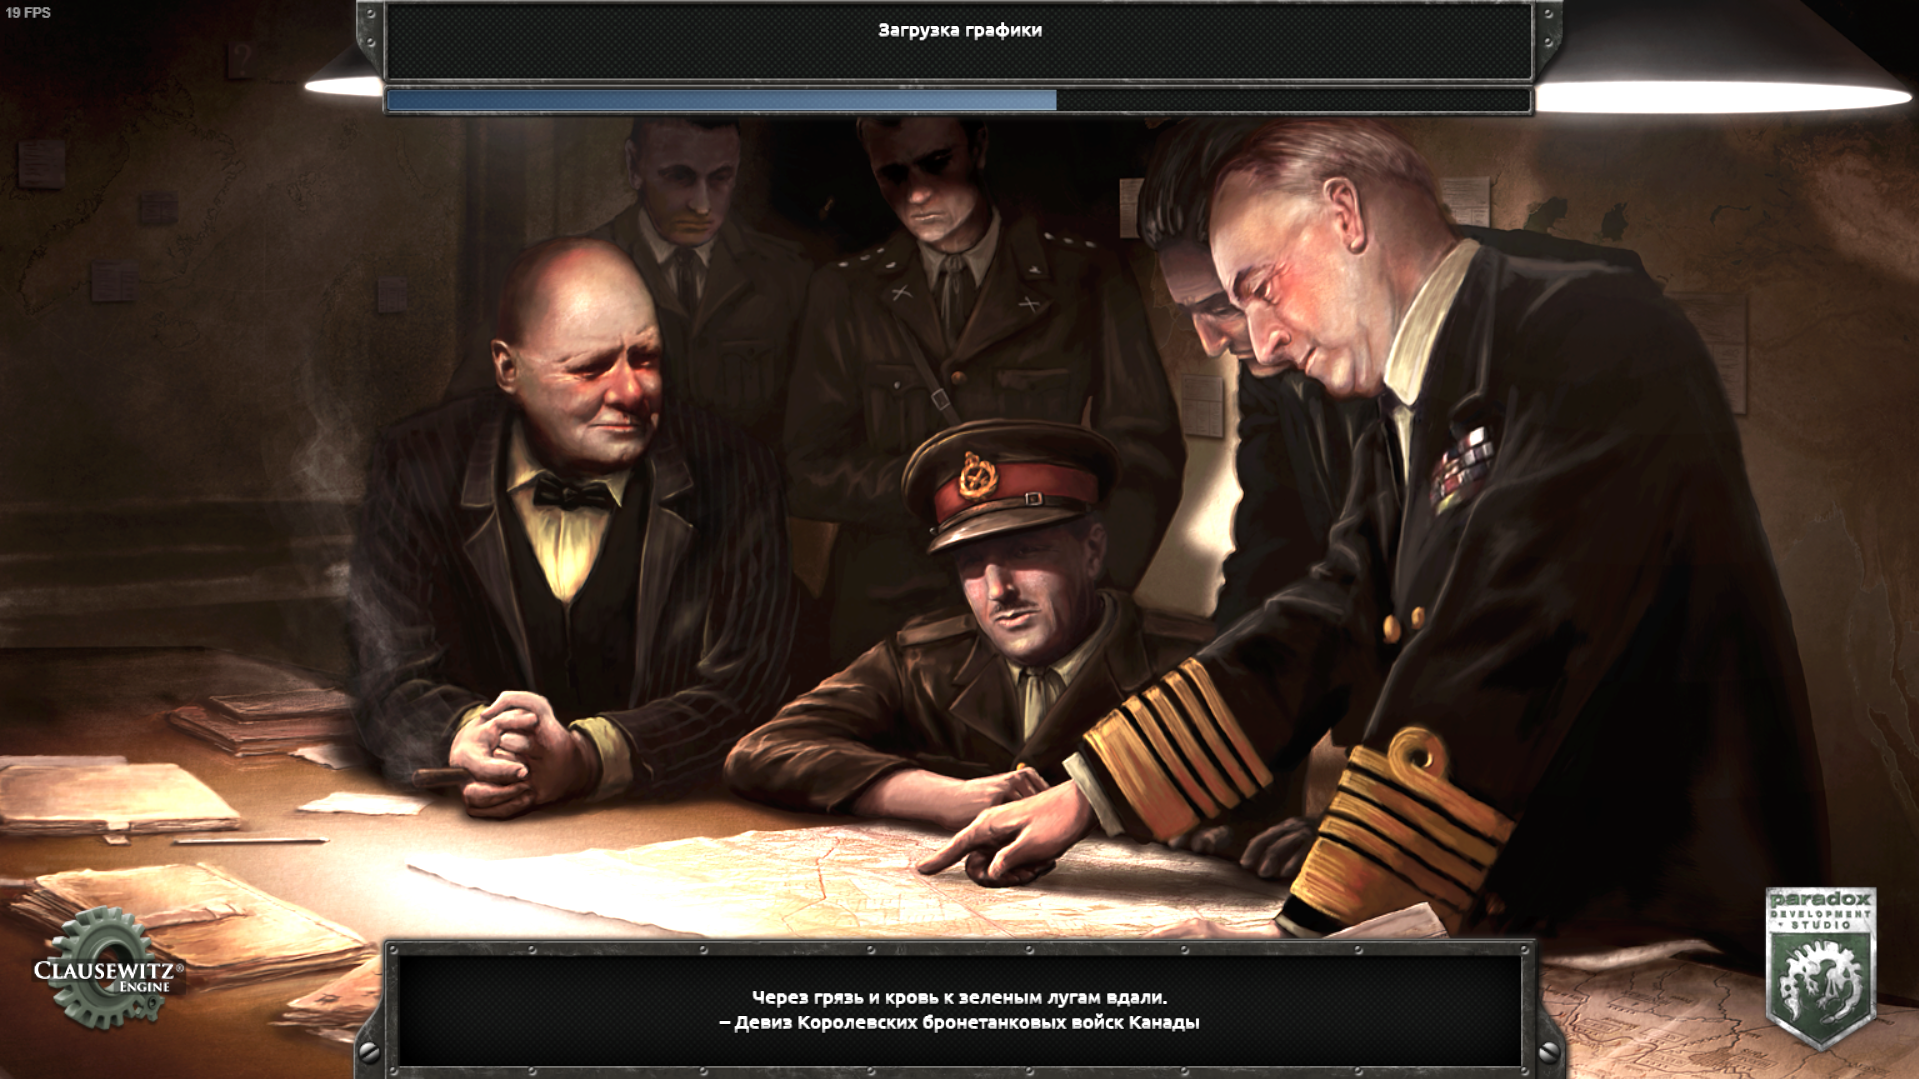 19 FPS
Загрузка графики
CLAUSEWITZ®
ENGINE
paradox
DEVELOPMENT
STUDIO
Через грязь и кровь к зеленым лугам вдали.
– Девиз Королевских бронетанковых войск Канады